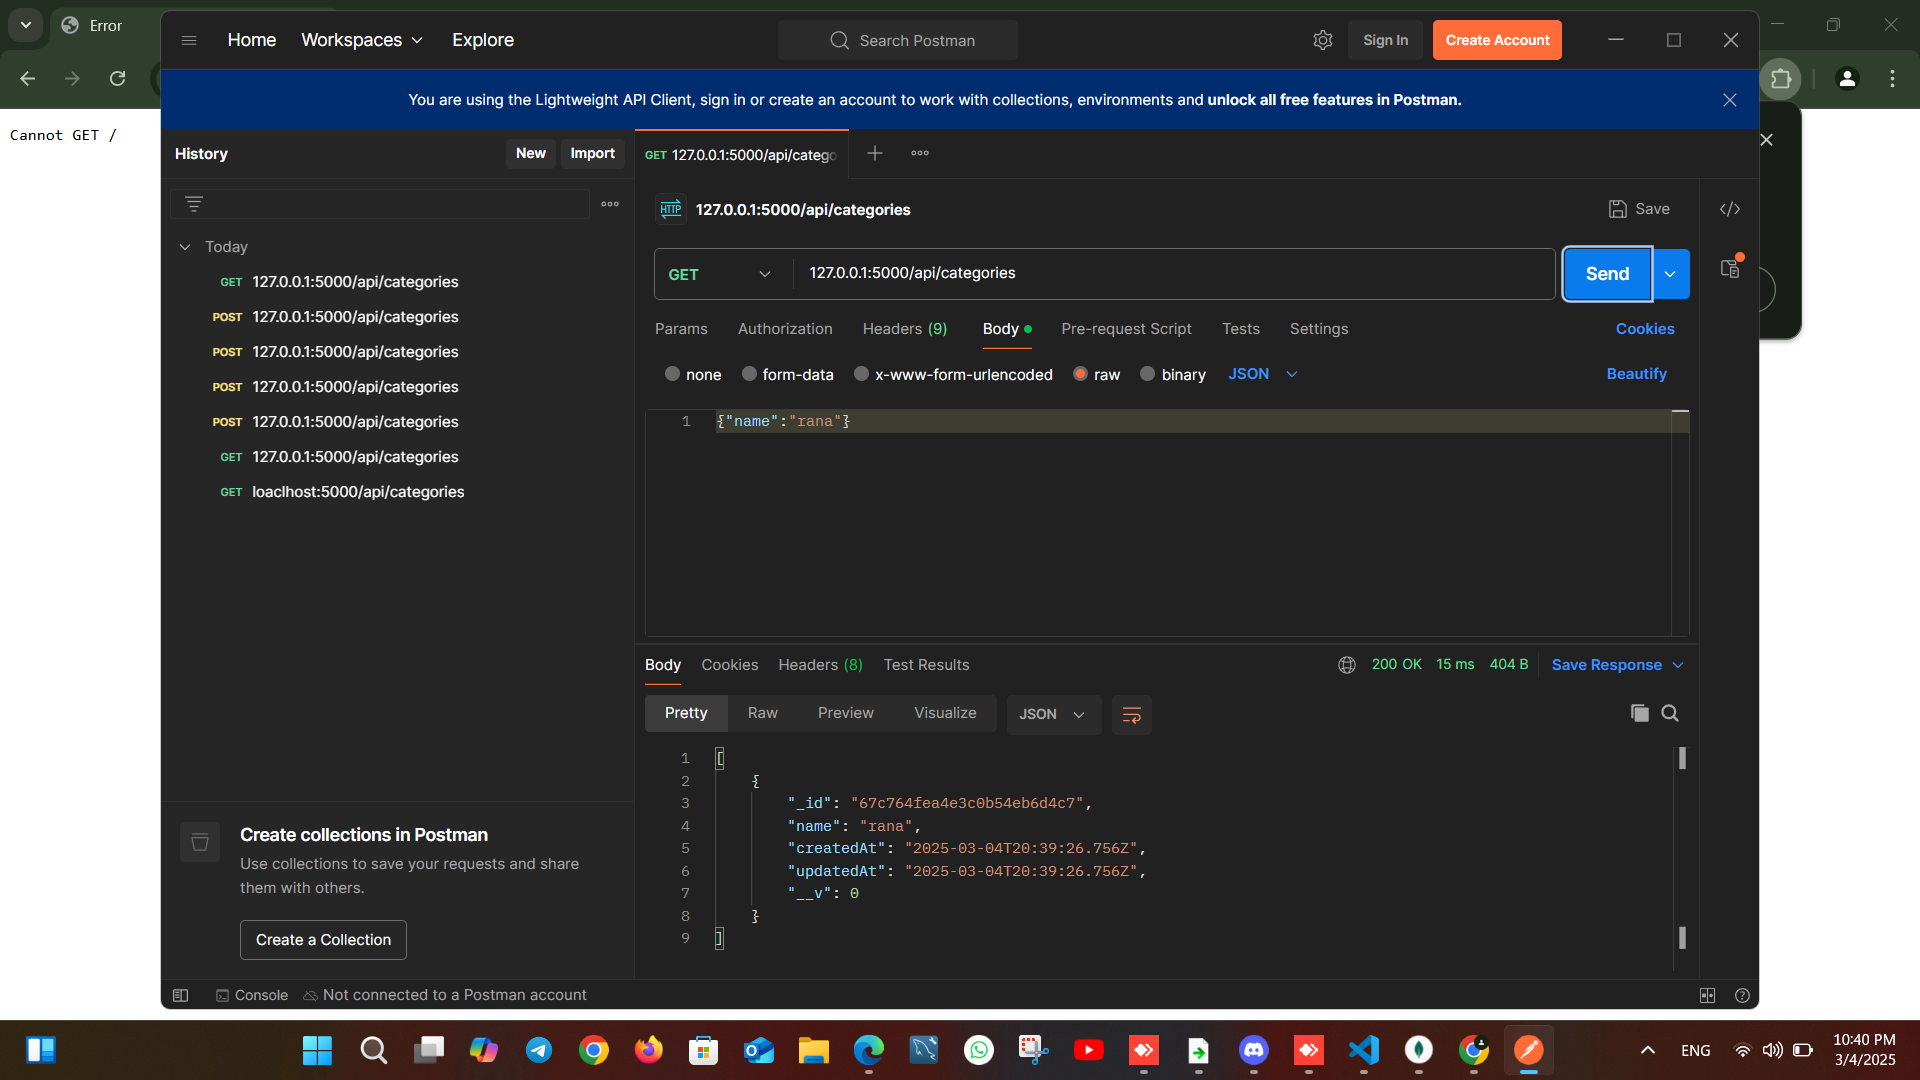 Error
Home
Workspaces
Explore
Search Postman
Sign In
Create Account
You are using the Lightweight API Client, sign in or create an account to work with collections, environments and unlock all free features in Postman.
Cannot GET /
History
New
Import
GET 127.0.0.1:5000/api/catego
HTTP 127.0.0.1:5000/api/categories
Save
Today
GET 127.0.0.1:5000/api/categories
POST 127.0.0.1:5000/api/categories
POST 127.0.0.1:5000/api/categories
POST 127.0.0.1:5000/api/categories
POST 127.0.0.1:5000/api/categories
GET 127.0.0.1:5000/api/categories
GET loaclhost:5000/api/categories
GET
127.0.0.1:5000/api/categories
Send
Params Authorization Headers (9) Body Pre-request Script Tests Settings
Cookies
none form-data x-www-form-urlencoded raw binary JSON
Beautify
1 {"name":"rana"}
Body Cookies Headers (8) Test Results
200 OK 15 ms 404 B Save Response
Pretty Raw Preview Visualize JSON
1 [
2 {
3 "_id": "67c764fea4e3c0b54eb6d4c7",
4 "name": "rana",
5 "createdAt": "2025-03-04T20:39:26.756Z",
6 "updatedAt": "2025-03-04T20:39:26.756Z",
7 "__v": 0
8 }
9 ]
Create collections in Postman
Use collections to save your requests and share
them with others.
Create a Collection
Console
Not connected to a Postman account
ENG
10:40 PM
3/4/2025